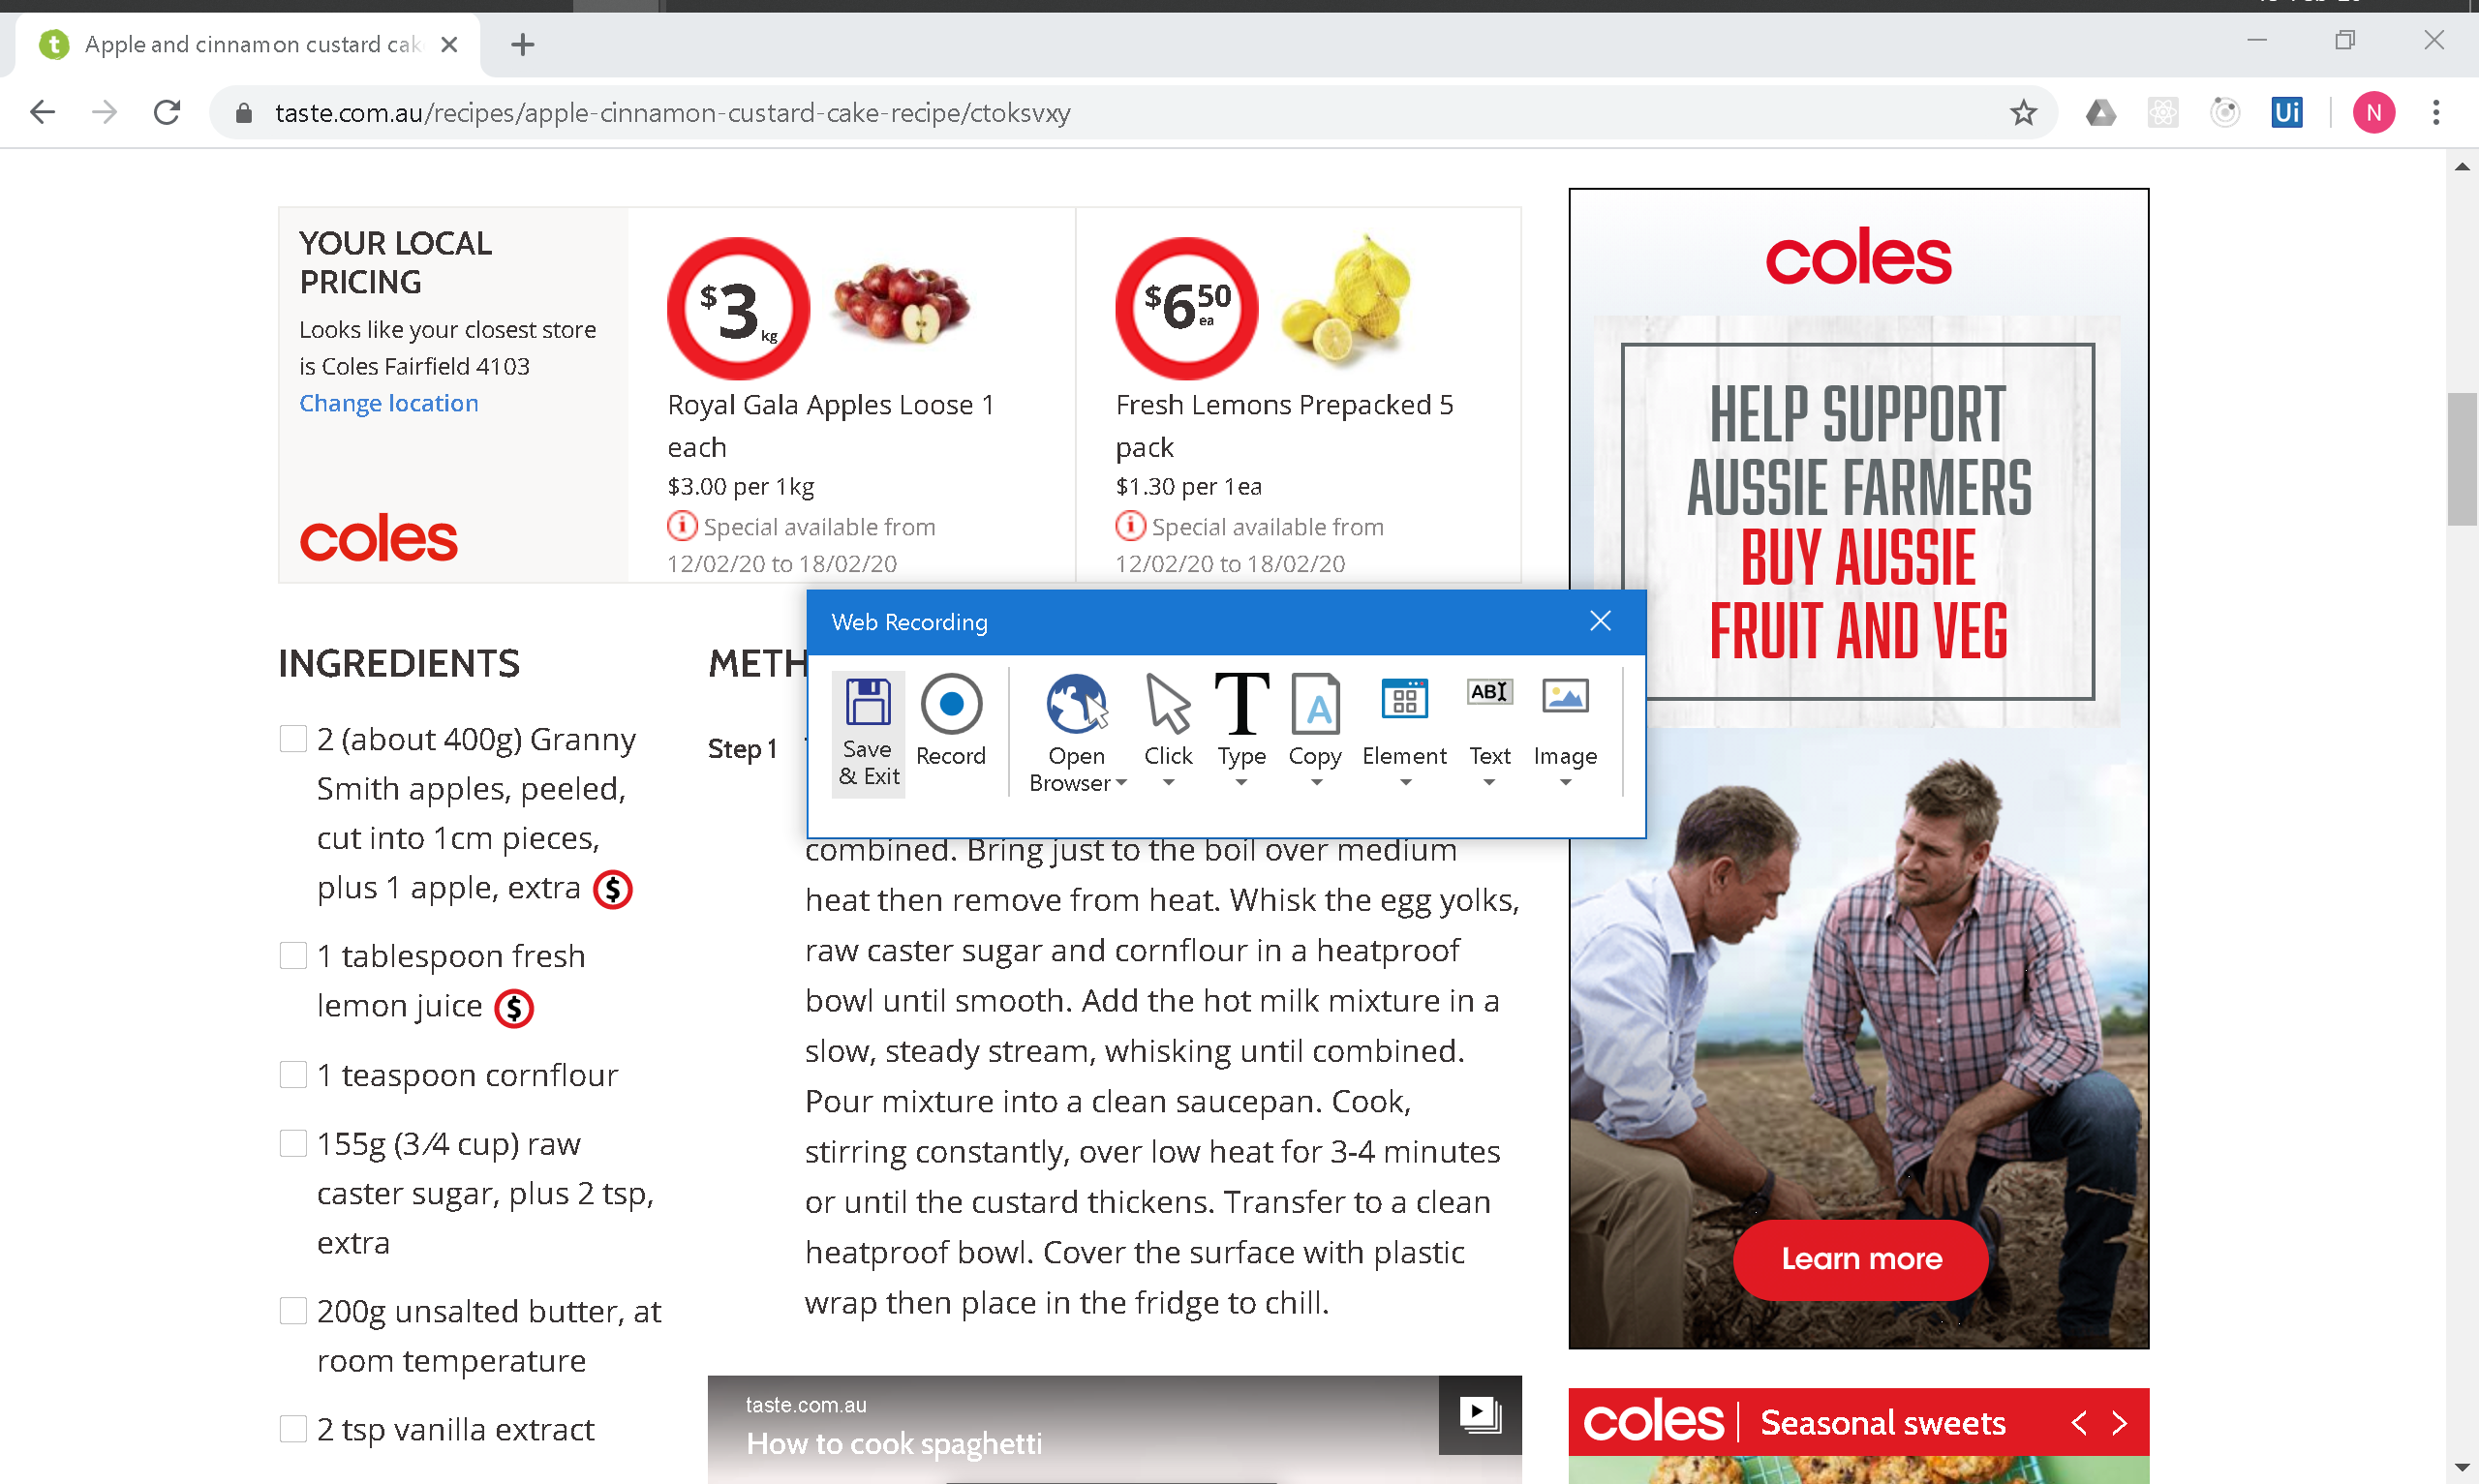 Apple and cinnamon custard cak
taste.com.au/recipes/apple-cinnamon-custard-cake-recipe/ctoksvxy
Ui
N
YOUR LOCAL
PRICING
Looks like your closest store
is Coles Fairfield 4103
Change location
coles
$3 kg
Royal Gala Apples Loose 1
each
$3.00 per 1kg
Special available from
12/02/20 to 18/02/20
$6 50 ea
Fresh Lemons Prepacked 5
pack
$1.30 per 1ea
Special available from
12/02/20 to 18/02/20
coles
HELP SUPPORT
AUSSIE FARMERS
BUY AUSSIE
FRUIT AND VEG
Learn more
Web Recording
Save
& Exit
Record
Open
Browser
Click
Type
Copy
Element
Text
Image
INGREDIENTS
2 (about 400g) Granny
Smith apples, peeled,
cut into 1cm pieces,
plus 1 apple, extra $
1 tablespoon fresh
lemon juice $
1 teaspoon cornflour
155g (3⁄4 cup) raw
caster sugar, plus 2 tsp,
extra
200g unsalted butter, at
room temperature
2 tsp vanilla extract
METH
Step 1
combined. Bring just to the boil over medium
heat then remove from heat. Whisk the egg yolks,
raw caster sugar and cornflour in a heatproof
bowl until smooth. Add the hot milk mixture in a
slow, steady stream, whisking until combined.
Pour mixture into a clean saucepan. Cook,
stirring constantly, over low heat for 3-4 minutes
or until the custard thickens. Transfer to a clean
heatproof bowl. Cover the surface with plastic
wrap then place in the fridge to chill.
taste.com.au
How to cook spaghetti
coles | Seasonal sweets